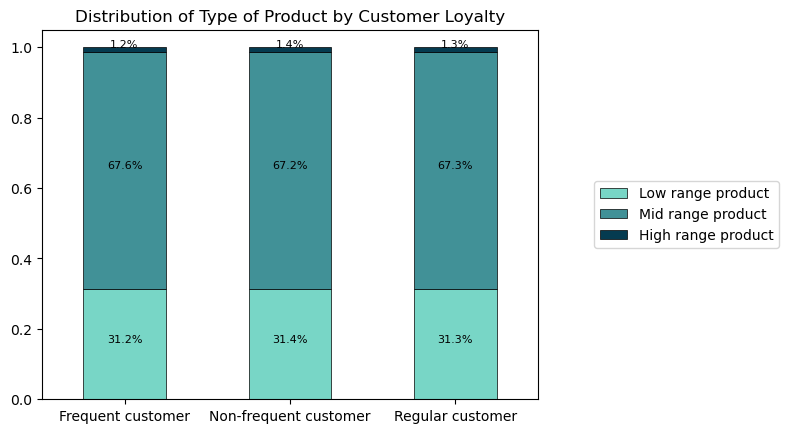 Distribution of Type of Product by Customer Loyalty
1.0
0.8
0.6
0.4
0.2
0.0
1.2%
1.4%
1.3%
67.6%
67.2%
67.3%
31.2%
31.4%
31.3%
Frequent customer
Non-frequent customer
Regular customer
Low range product
Mid range product
High range product